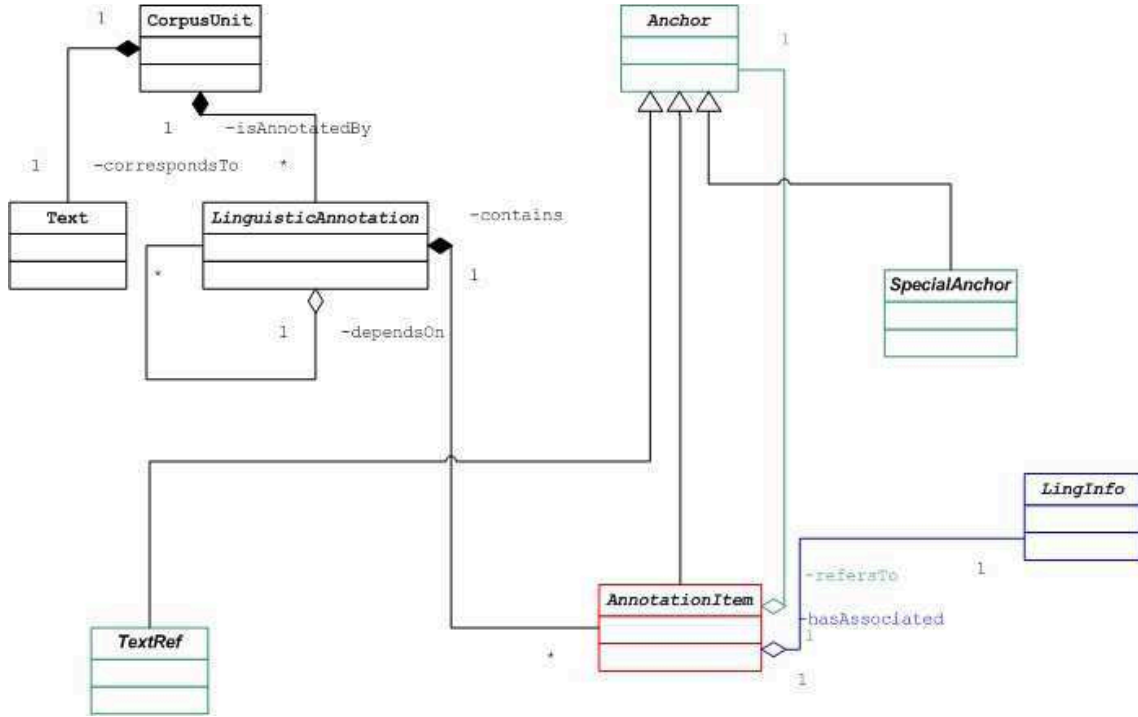 1
CorpusUnit
Anchor
1
1
-isAnnotatedBy
1
-correspondsTo
*
Text
LinguisticAnnotation
-contains
*
1
SpecialAnchor
1
-dependsOn
LingInfo
1
-refersTo
AnnotationItem
-hasAssociated
TextRef
1
*
1